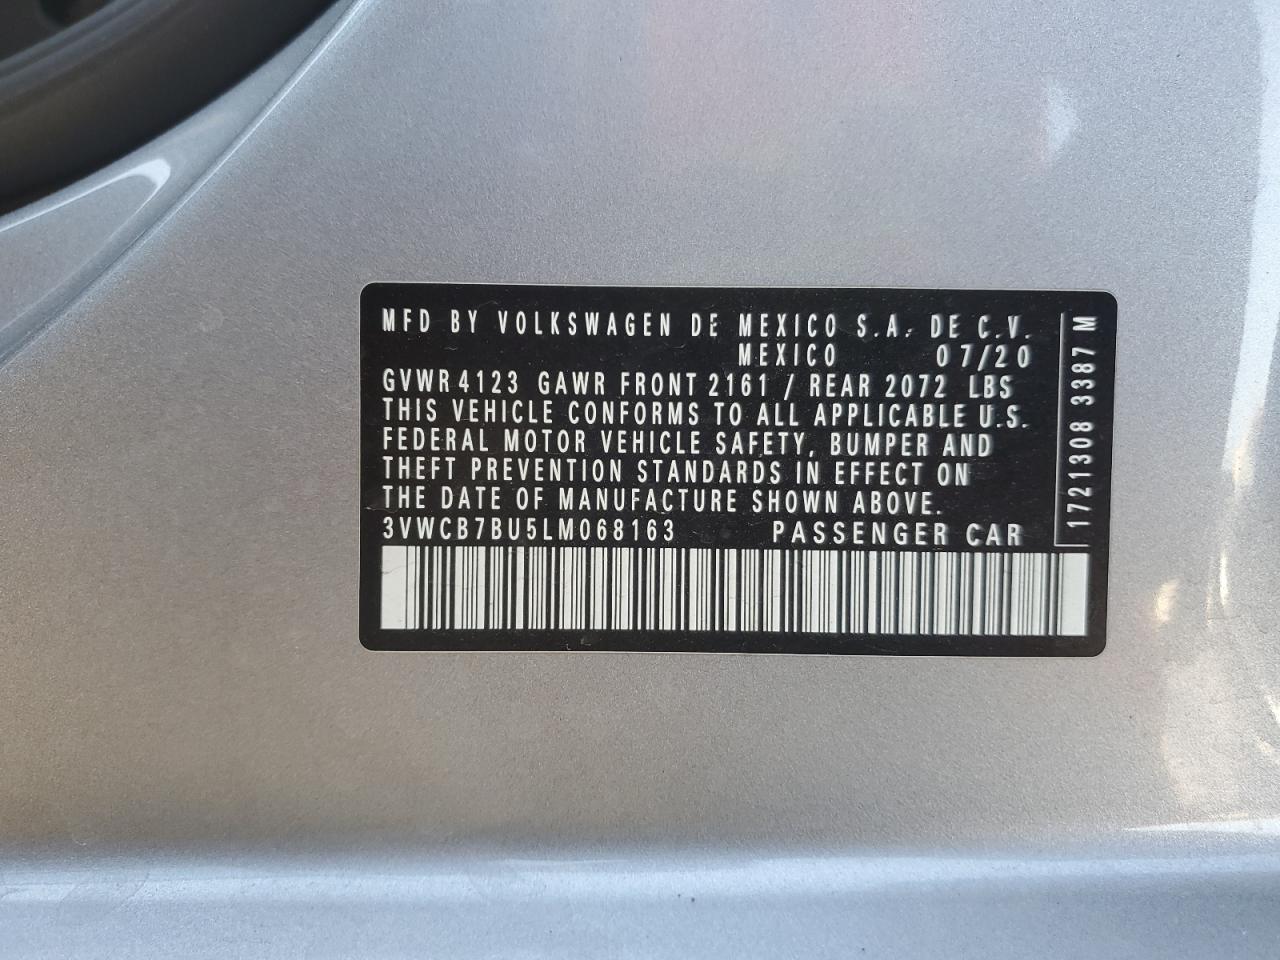 MFD BY VOLKSWAGEN DE MEXICO S.A. DE C.V.
MEXICO 07/20
GVWR 4123 GAWR FRONT 2161 / REAR 2072 LBS
THIS VEHICLE CONFORMS TO ALL APPLICABLE U.S.
FEDERAL MOTOR VEHICLE SAFETY, BUMPER AND
THEFT PREVENTION STANDARDS IN EFFECT ON
THE DATE OF MANUFACTURE SHOWN ABOVE.
3VWCB7BU5LM068163 PASSENGER CAR
1721308 3387 M